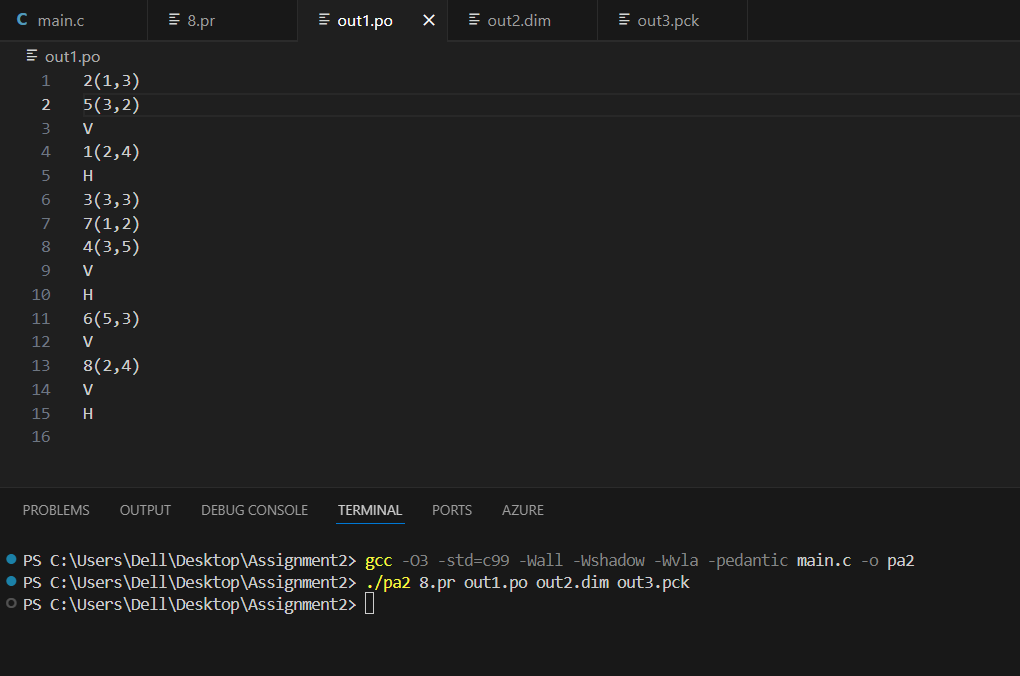 C main.c 8.pr out1.po × out2.dim out3.pck
out1.po
1 2(1,3)
2 5(3,2)
3 V
4 1(2,4)
5 H
6 3(3,3)
7 7(1,2)
8 4(3,5)
9 V
10 H
11 6(5,3)
12 V
13 8(2,4)
14 V
15 H
16
PROBLEMS OUTPUT DEBUG CONSOLE TERMINAL PORTS AZURE
PS C:\Users\Dell\Desktop\Assignment2> gcc -O3 -std=c99 -Wall -Wshadow -Wvla -pedantic main.c -o pa2
PS C:\Users\Dell\Desktop\Assignment2> ./pa2 8.pr out1.po out2.dim out3.pck
PS C:\Users\Dell\Desktop\Assignment2>